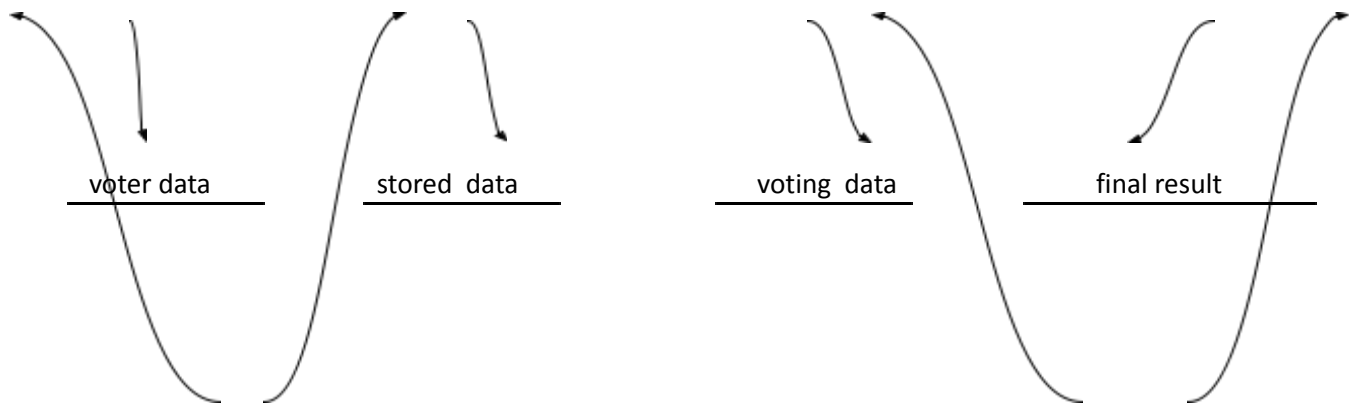 voter data
stored  data
voting  data
final result